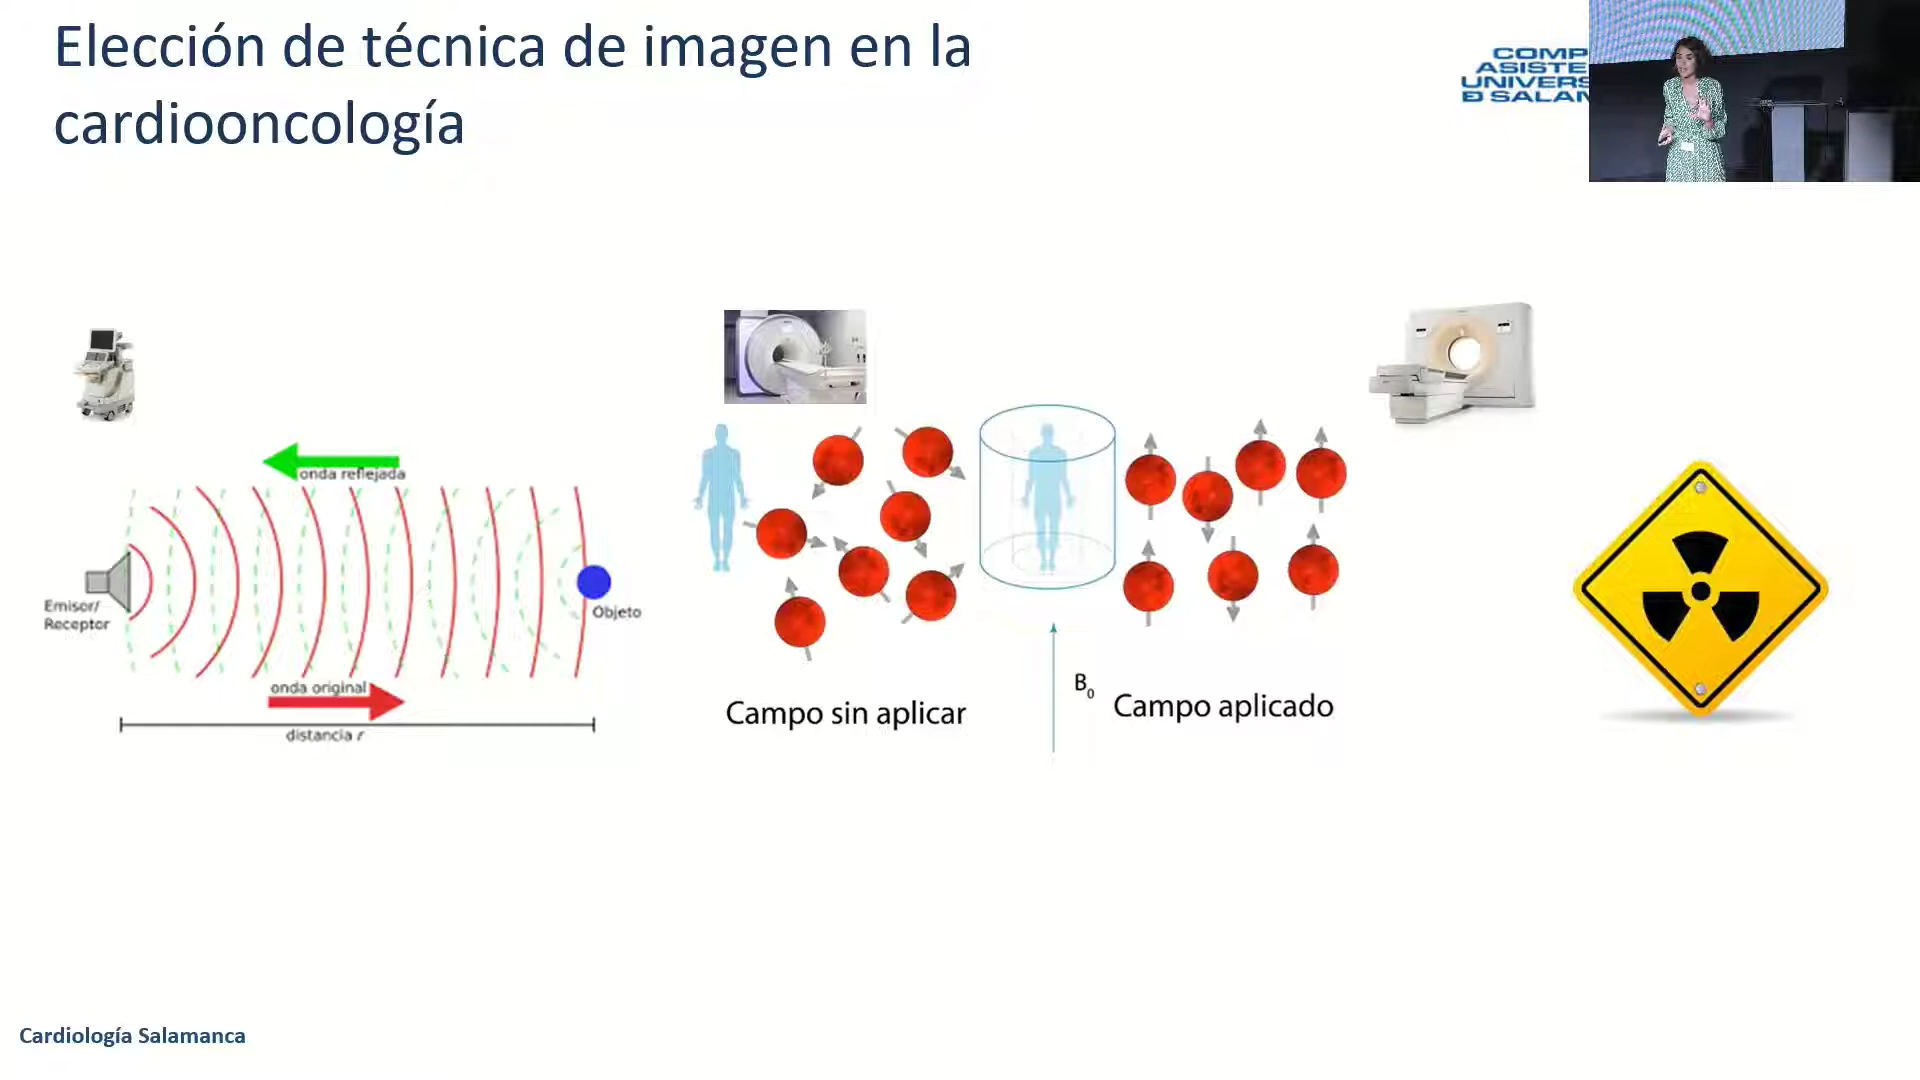 Elección de técnica de imagen en la
cardiooncología
onda reflejada
Emisor/
Receptor
Objeto
onda original
distancia r
Campo sin aplicar
B0
Campo aplicado
Cardiología Salamanca